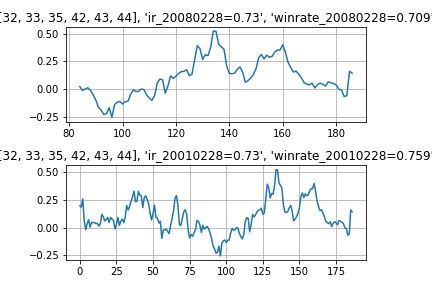 [32, 33, 35, 42, 43, 44], 'ir_20080228=0.73', 'winrate_20080228=0.709'
0.50
0.25
0.00
−0.25
80 100 120 140 160 180
[32, 33, 35, 42, 43, 44], 'ir_20010228=0.73', 'winrate_20010228=0.759'
0.50
0.25
0.00
−0.25
0 25 50 75 100 125 150 175